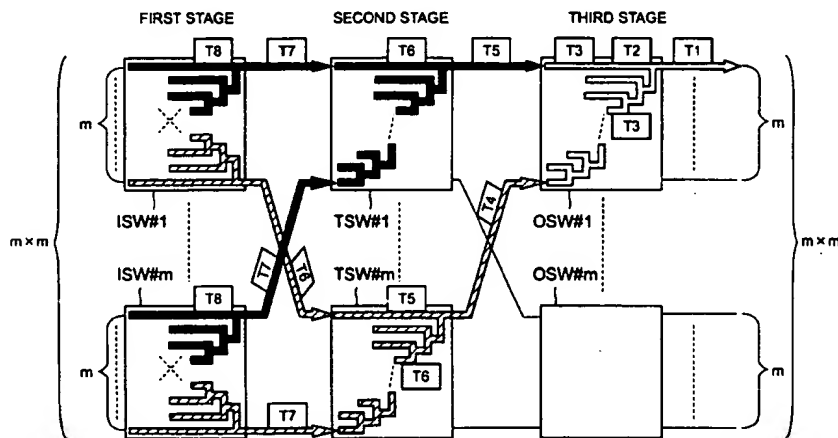 FIRST STAGE SECOND STAGE THIRD STAGE
T8 T7 T6 T5 T3 T2 T1
m T3 m
T4
ISW#1 TSW#1 OSW#1
m×m T7 T6 m×m
ISW#m TSW#m OSW#m
T8 T5
m T6 m
T7